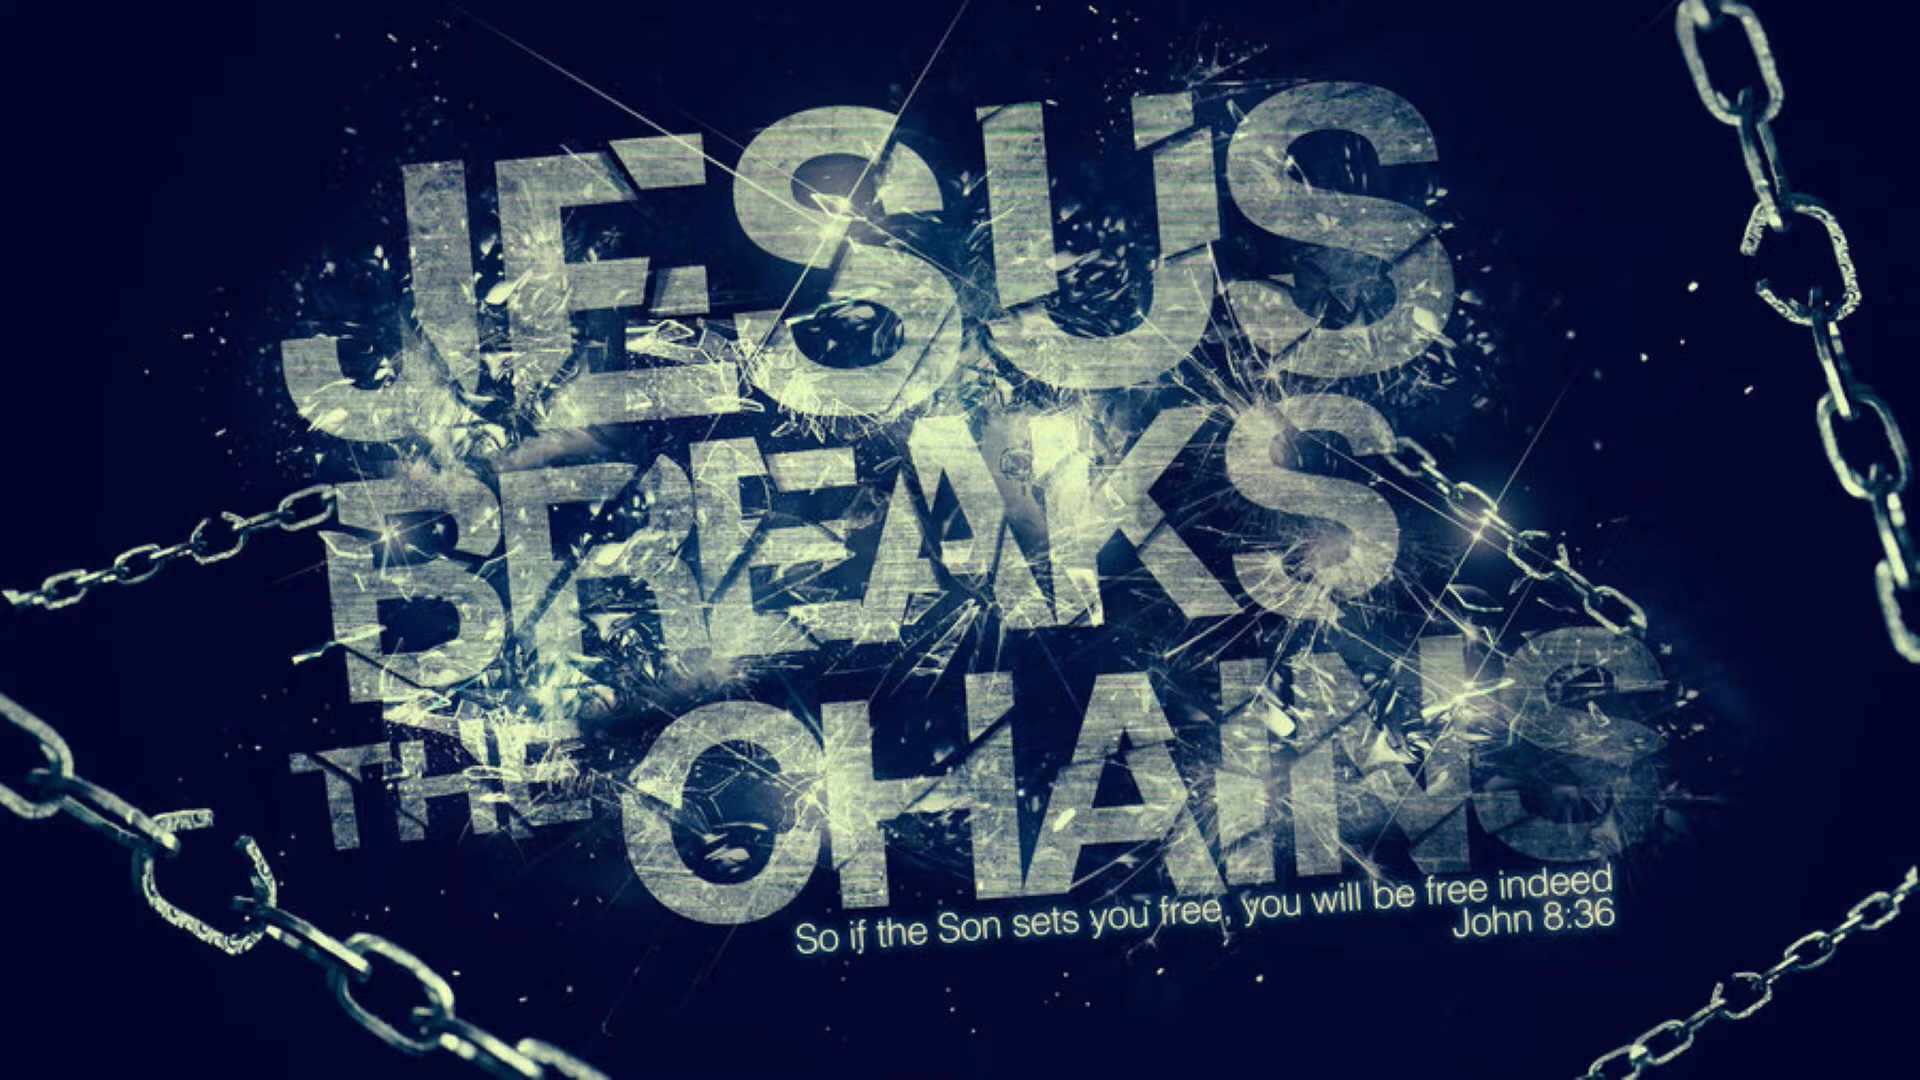 JESUS
BREAKS
THE CHAINS
So if the Son sets you free, you will be free indeed
John 8:36